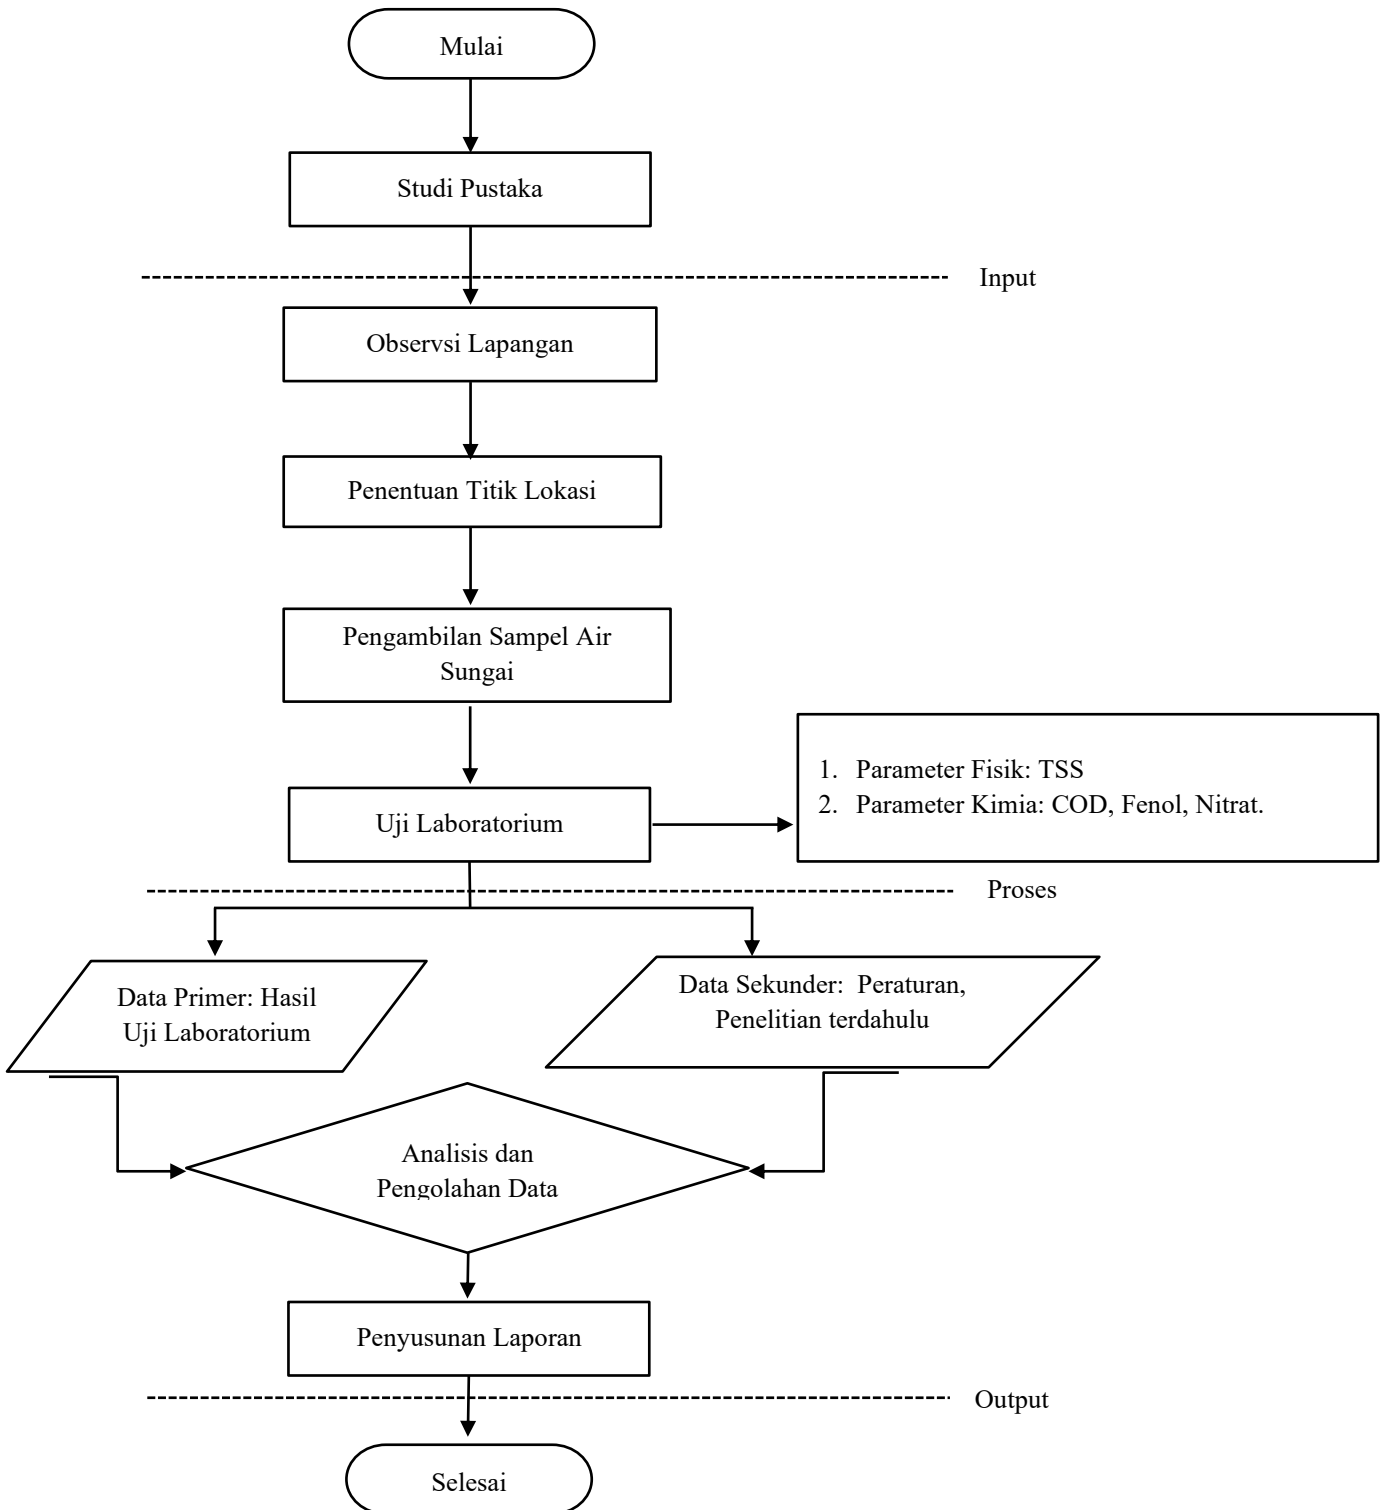 Mulai
Studi Pustaka
Input
Observsi Lapangan
Penentuan Titik Lokasi
Pengambilan Sampel Air
Sungai
1. Parameter Fisik: TSS
2. Parameter Kimia: COD, Fenol, Nitrat.
Uji Laboratorium
Proses
Data Primer: Hasil
Uji Laboratorium
Data Sekunder: Peraturan,
Penelitian terdahulu
Analisis dan
Pengolahan Data
Penyusunan Laporan
Output
Selesai